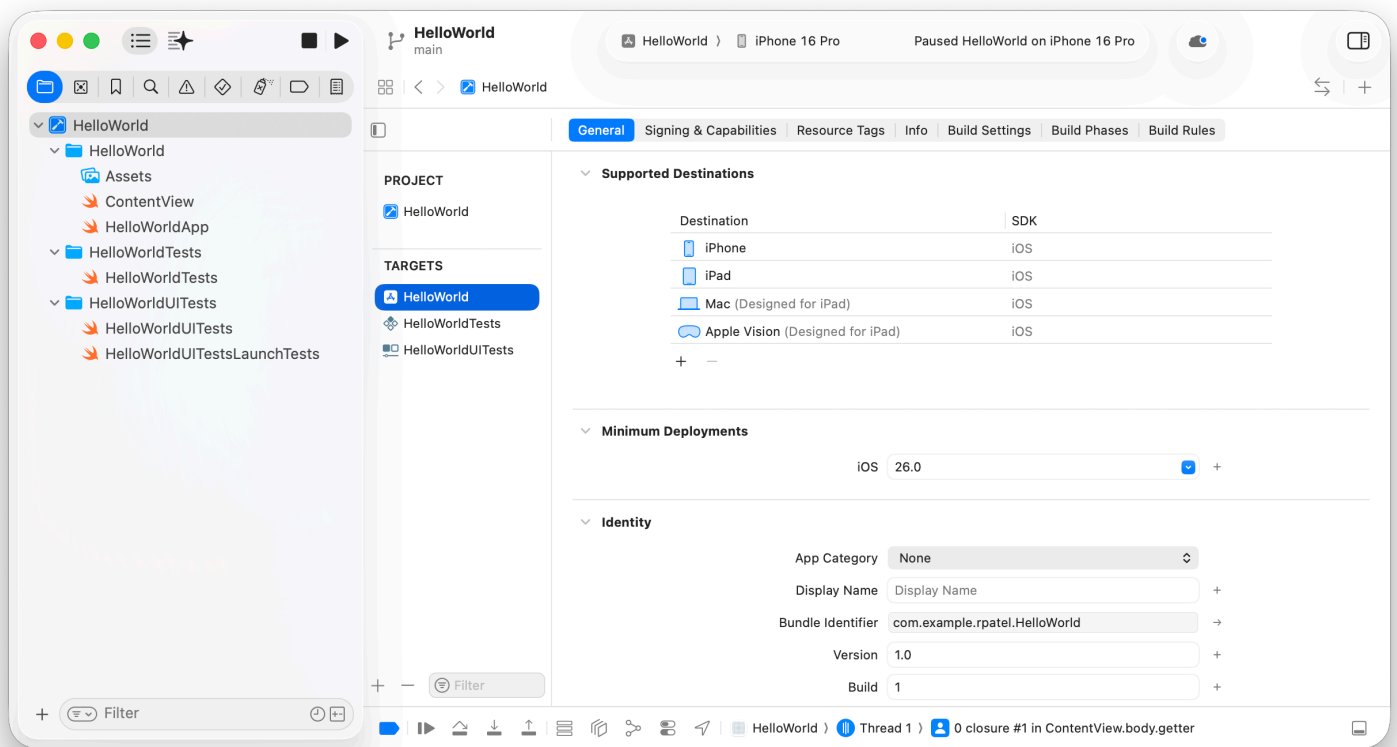 HelloWorld
main
HelloWorld 〉 iPhone 16 Pro
Paused HelloWorld on iPhone 16 Pro
HelloWorld
HelloWorld
HelloWorld
Assets
ContentView
HelloWorldApp
HelloWorldTests
HelloWorldTests
HelloWorldUITests
HelloWorldUITests
HelloWorldUITestsLaunchTests
Filter
PROJECT
HelloWorld
TARGETS
HelloWorld
HelloWorldTests
HelloWorldUITests
Filter
General Signing & Capabilities Resource Tags Info Build Settings Build Phases Build Rules
Supported Destinations
Destination SDK
iPhone iOS
iPad iOS
Mac (Designed for iPad) iOS
Apple Vision (Designed for iPad) iOS
Minimum Deployments
iOS 26.0
Identity
App Category None
Display Name Display Name
Bundle Identifier com.example.rpatel.HelloWorld
Version 1.0
Build 1
HelloWorld 〉 Thread 1 〉 0 closure #1 in ContentView.body.getter